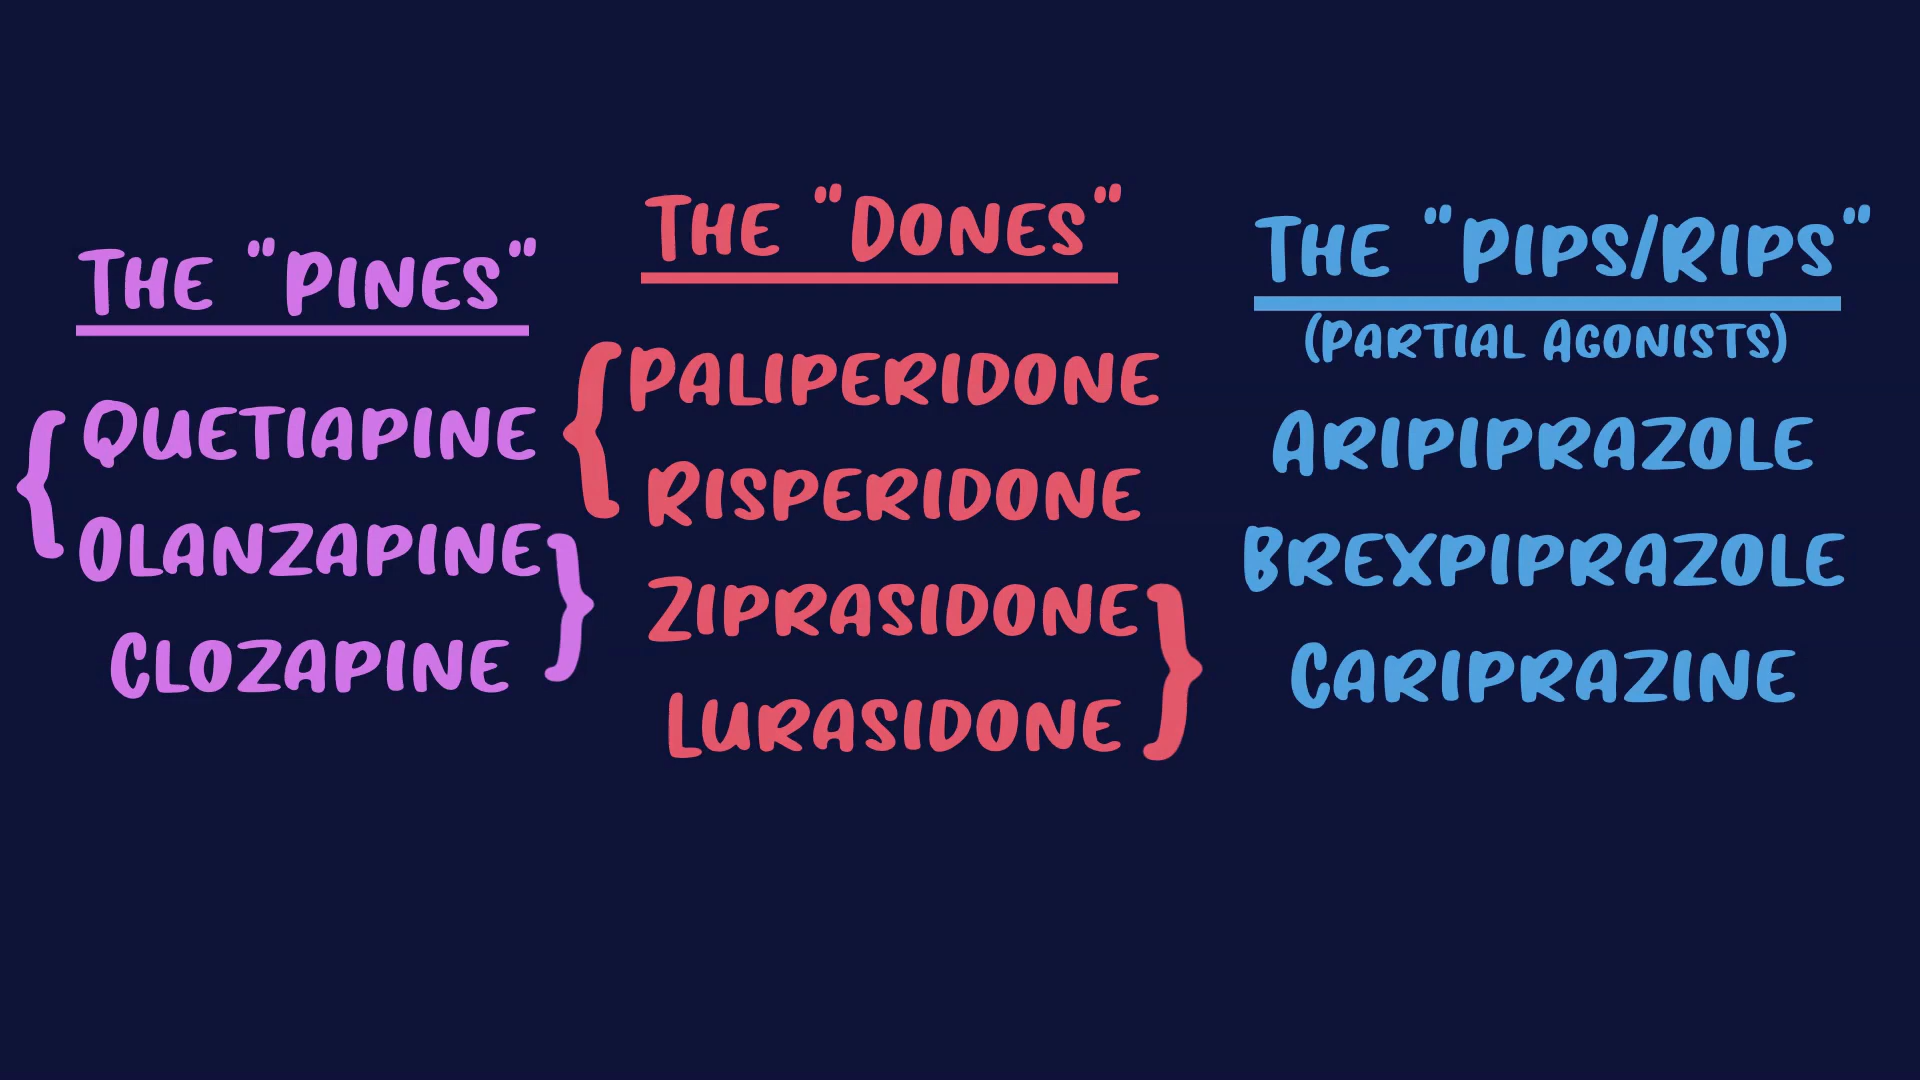 The "Pines"
{ Quetiapine
Olanzapine }
Clozapine
The "Dones"
{ Paliperidone
Risperidone
Ziprasidone }
Lurasidone
The "Pips/Rips"
(Partial Agonists)
Aripiprazole
Brexpiprazole
Cariprazine